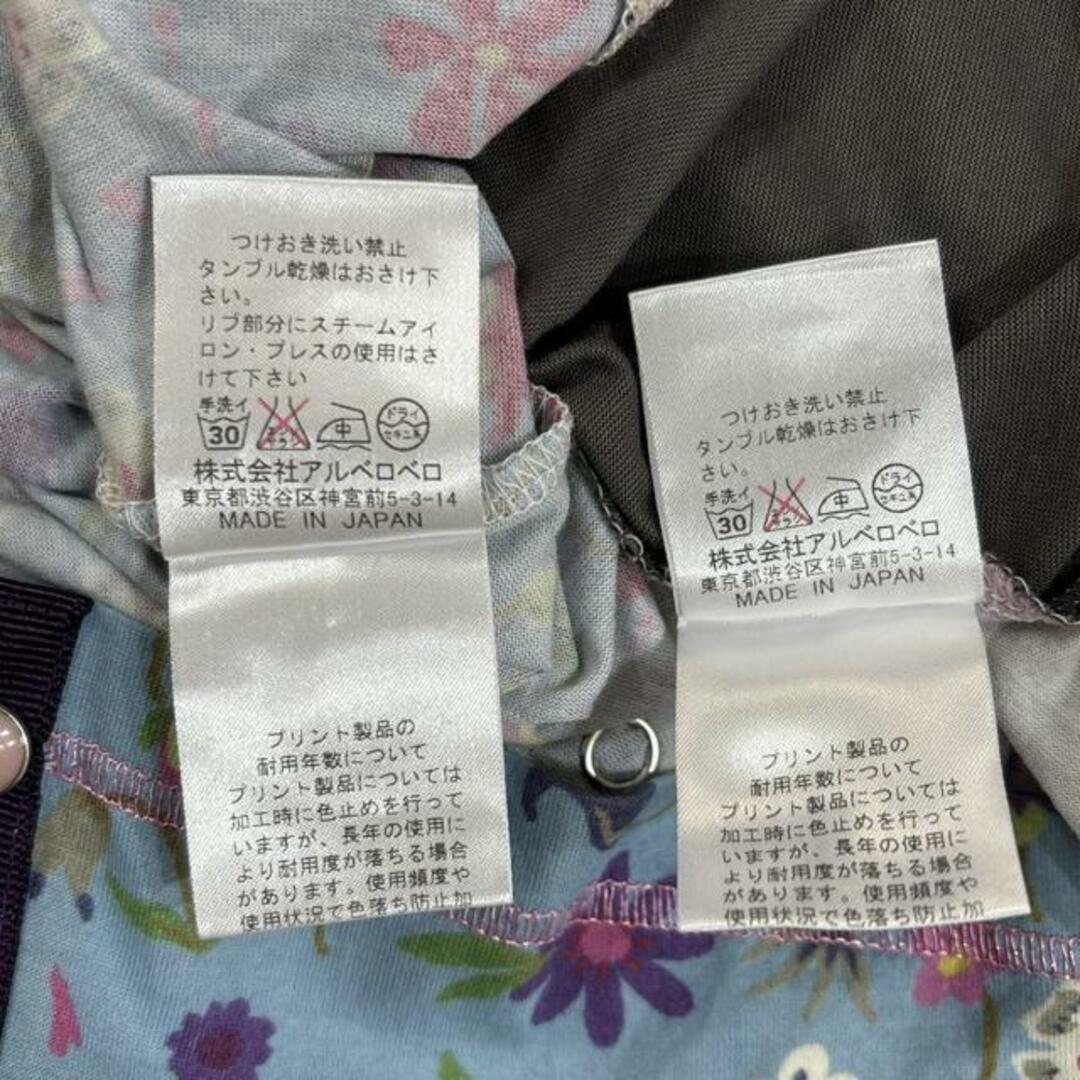 つけおき洗い禁止
タンブル乾燥はおさけ下
さい。
リブ部分にスチームアイ
ロン・プレスの使用はさ
けて下さい
手洗イ
30
中
ドライ
セキユ系
株式会社アルベロベロ
東京都渋谷区神宮前5-3-14
MADE IN JAPAN
プリント製品の
耐用年数について
プリント製品については
加工時に色止めを行って
いますが、長年の使用に
より耐用度が落ちる場合
があります。使用頻度や
使用状況で色落ち防止加
つけおき洗い禁止
タンブル乾燥はおさけ下
さい。
手洗イ
30
中
ドライ
セキユ系
株式会社アルベロベロ
東京都渋谷区神宮前5-3-14
MADE IN JAPAN
プリント製品の
耐用年数について
プリント製品については
加工時に色止めを行って
いますが、長年の使用に
より耐用度が落ちる場合
があります。使用頻度や
使用状況で色落ち防止加